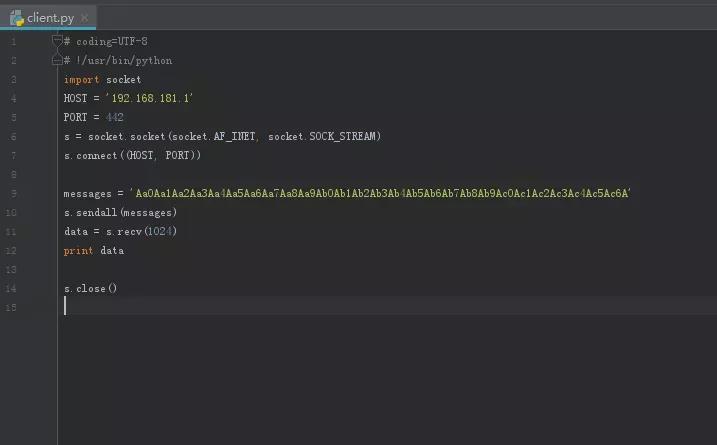 client.py
1 # coding=UTF-8
2 # !/usr/bin/python
3 import socket
4 HOST = '192.168.181.1'
5 PORT = 442
6 s = socket.socket(socket.AF_INET, socket.SOCK_STREAM)
7 s.connect((HOST, PORT))
8
9 messages = 'Aa0Aa1Aa2Aa3Aa4Aa5Aa6Aa7Aa8Aa9Ab0Ab1Ab2Ab3Ab4Ab5Ab6Ab7Ab8Ab9Ac0Ac1Ac2Ac3Ac4Ac5Ac6A'
10 s.sendall(messages)
11 data = s.recv(1024)
12 print data
13
14 s.close()
15